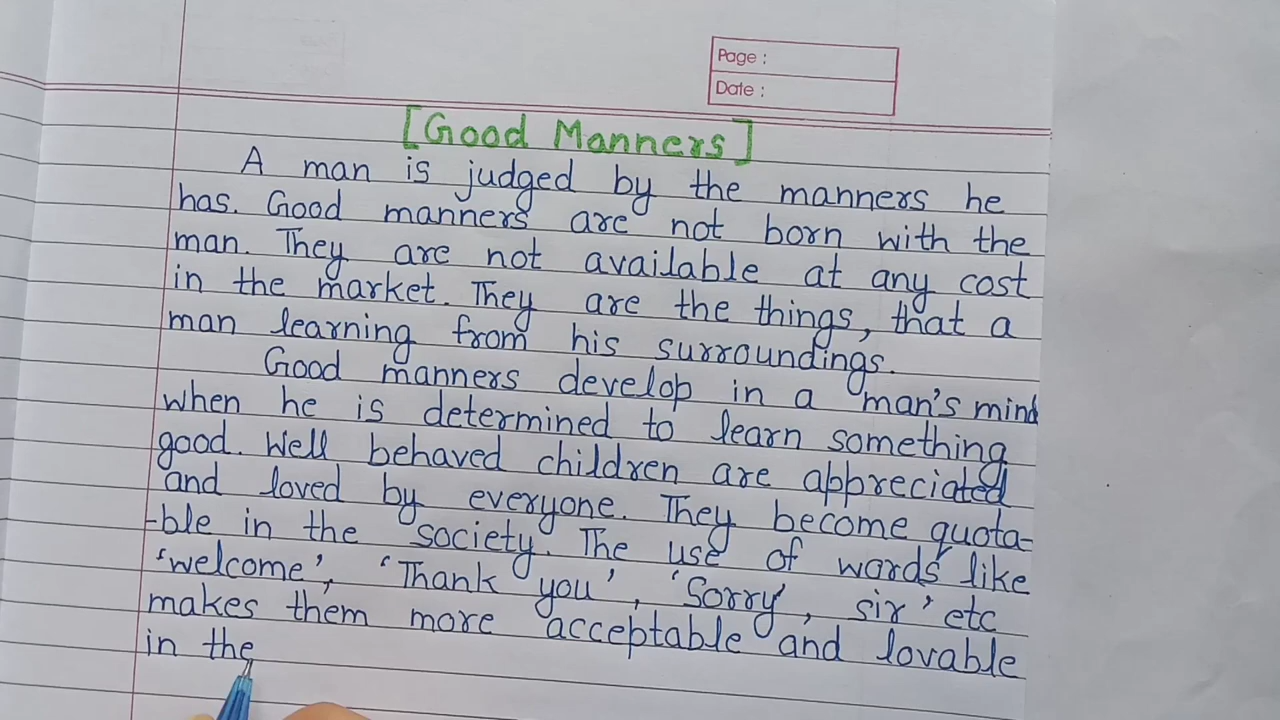 Page :
Date :
[Good Manners]
A man is judged by the manners he
has. Good manners are not born with the
man. They are not available at any cost
in the market. They are the things, that a
man learning from his surroundings.
Good manners develop in a man's mind
when he is determined to learn something
good. Well behaved children are appreciated
and loved by everyone. They become quota-
-ble in the society. The use of words like
'welcome', 'Thank you', 'Sorry', sir' etc
makes them more acceptable and lovable
in the